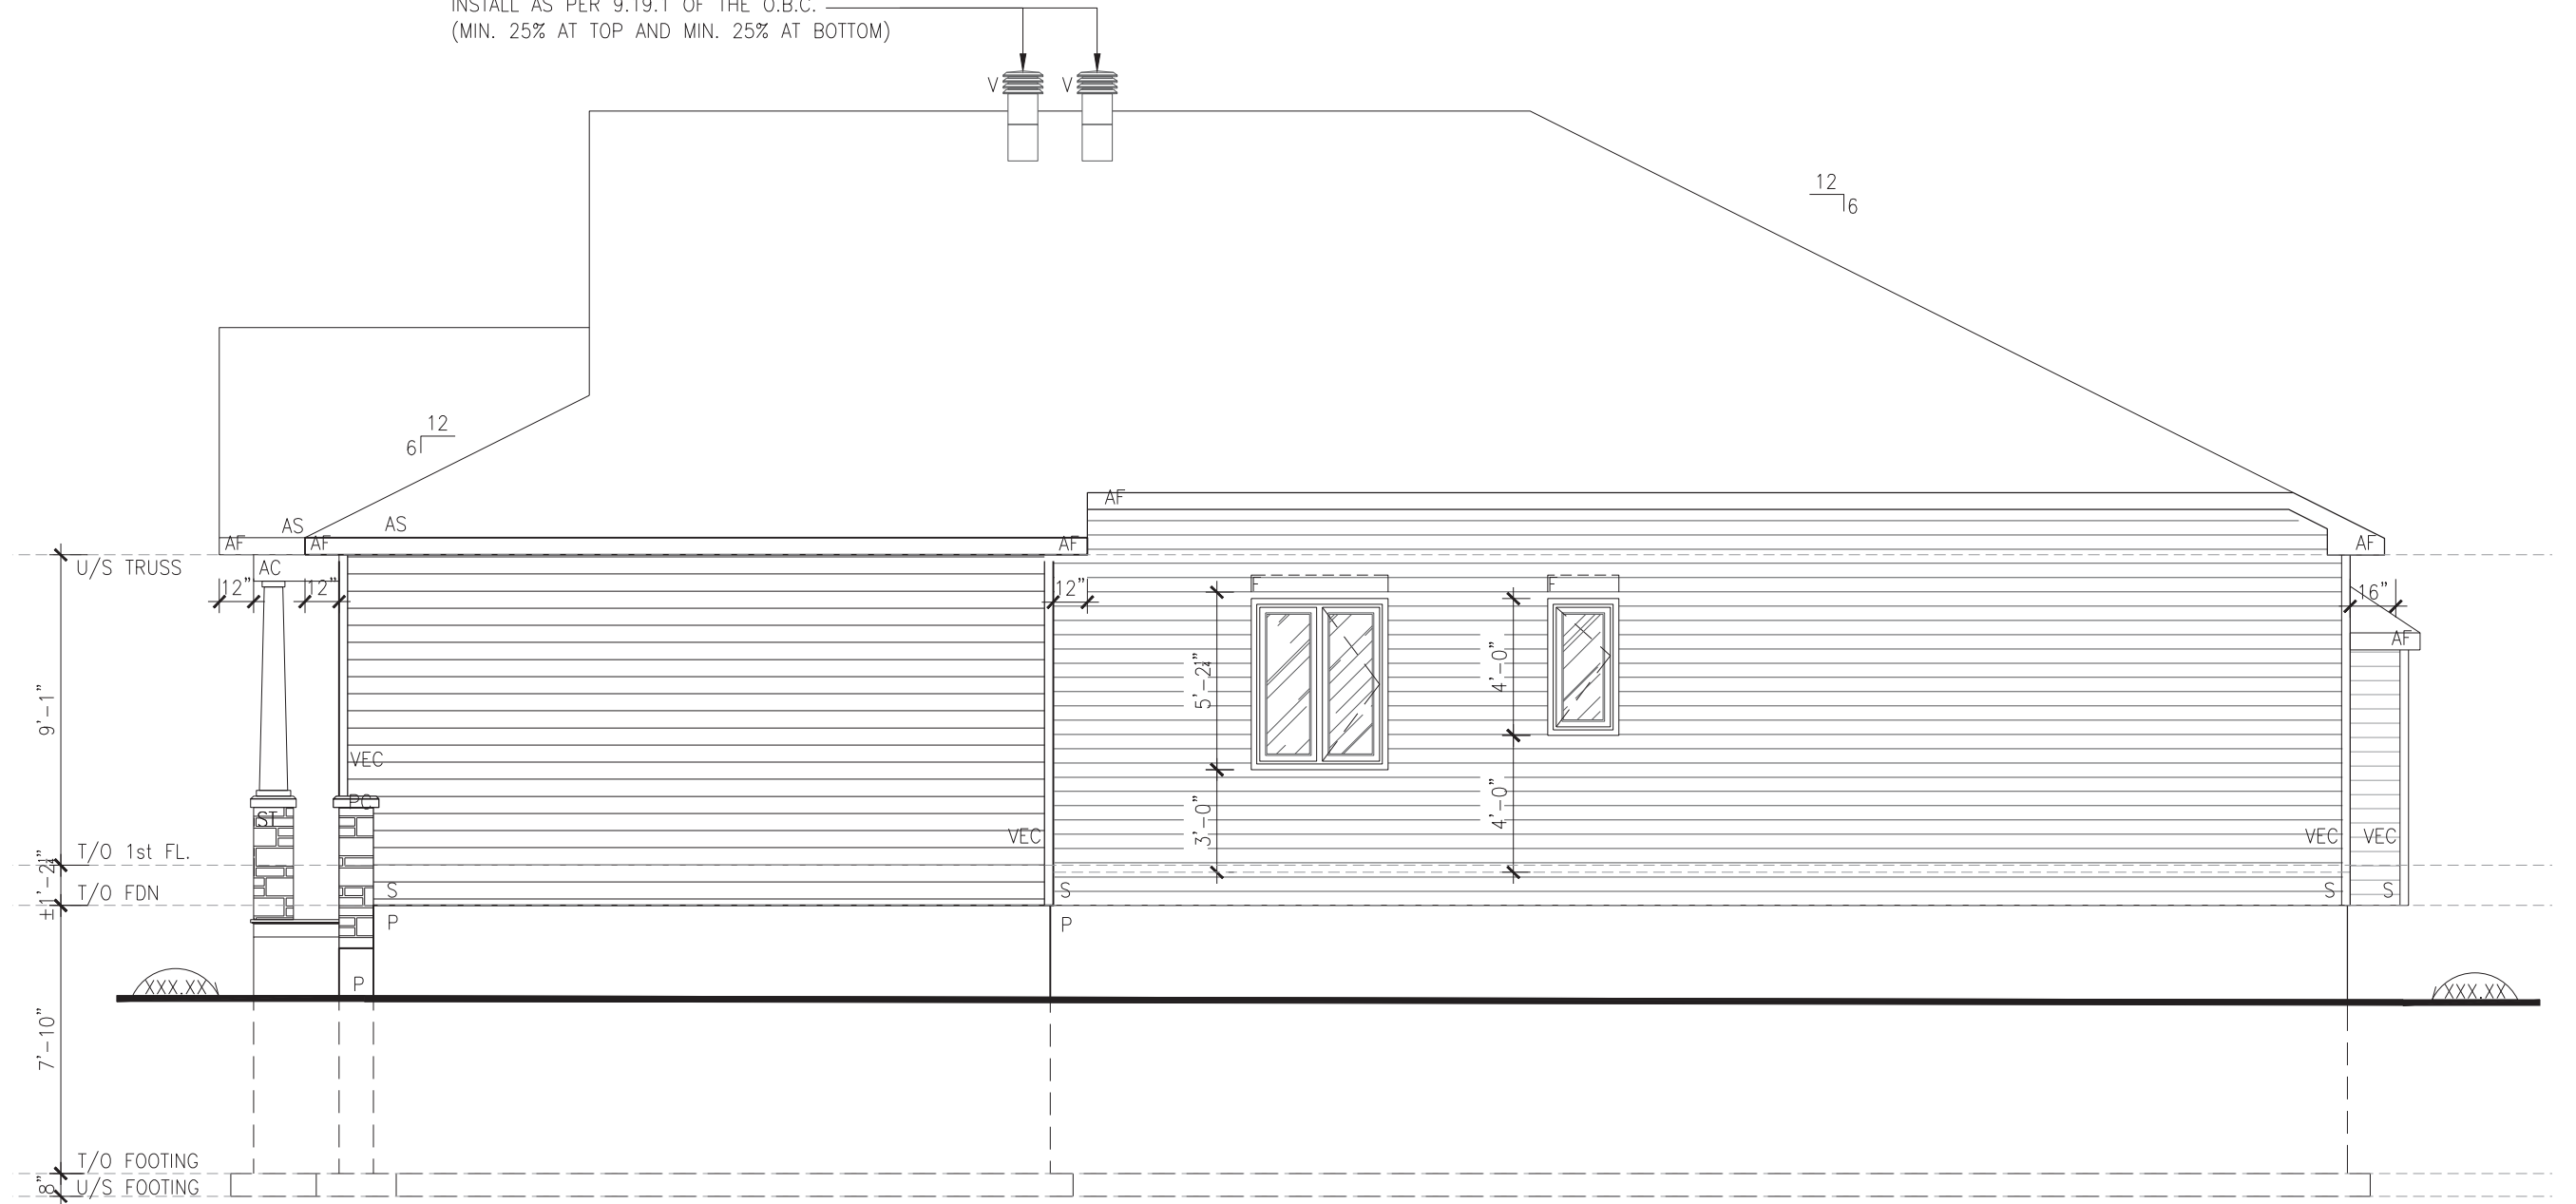 INSTALL AS PER 9.19.1 OF THE O.B.C.
(MIN. 25% AT TOP AND MIN. 25% AT BOTTOM)
V V
12
6
12
6
AF
AS AS
AF AF AF AF
U/S TRUSS
AC
12" 12" 12" 16"
F F
AF
9'-1"
5'-2¼" 4'-0"
VEC
PC
ST
3'-0" 4'-0"
VEC VEC VEC
T/O 1st FL.
±1'-2¼"
T/O FDN
S S S S
P P
P
XXX.XX XXX.XX
7'-10"
T/O FOOTING
8"
U/S FOOTING